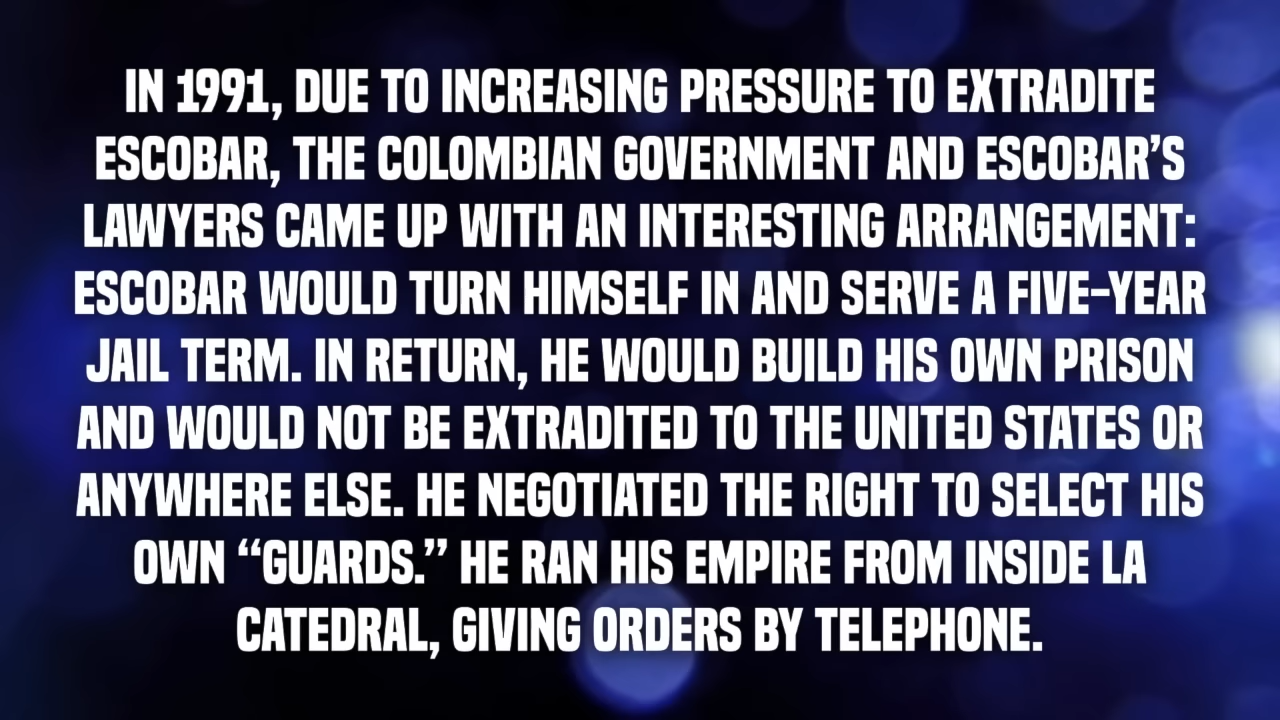 IN 1991, DUE TO INCREASING PRESSURE TO EXTRADITE
ESCOBAR, THE COLOMBIAN GOVERNMENT AND ESCOBAR’S
LAWYERS CAME UP WITH AN INTERESTING ARRANGEMENT:
ESCOBAR WOULD TURN HIMSELF IN AND SERVE A FIVE-YEAR
JAIL TERM. IN RETURN, HE WOULD BUILD HIS OWN PRISON
AND WOULD NOT BE EXTRADITED TO THE UNITED STATES OR
ANYWHERE ELSE. HE NEGOTIATED THE RIGHT TO SELECT HIS
OWN “GUARDS.” HE RAN HIS EMPIRE FROM INSIDE LA
CATEDRAL, GIVING ORDERS BY TELEPHONE.